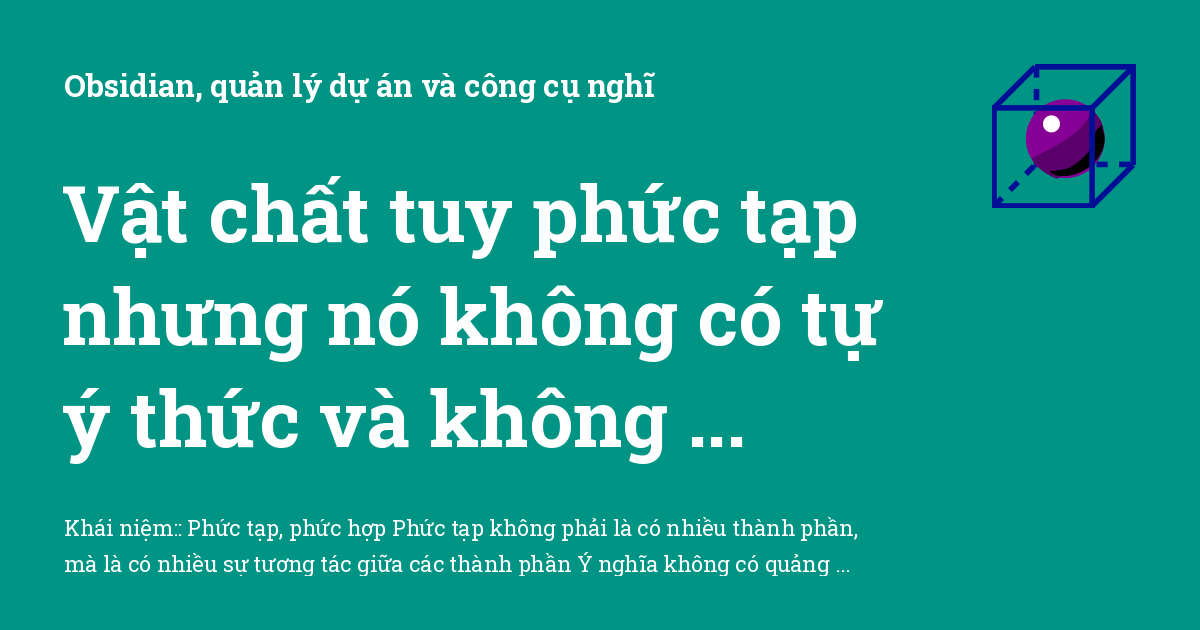 Obsidian, quản lý dự án và công cụ nghĩ
Vật chất tuy phức tạp
nhưng nó không có tự
ý thức và không ...
Khái niệm:: Phức tạp, phức hợp Phức tạp không phải là có nhiều thành phần,
mà là có nhiều sự tương tác giữa các thành phần Ý nghĩa không có quảng ...